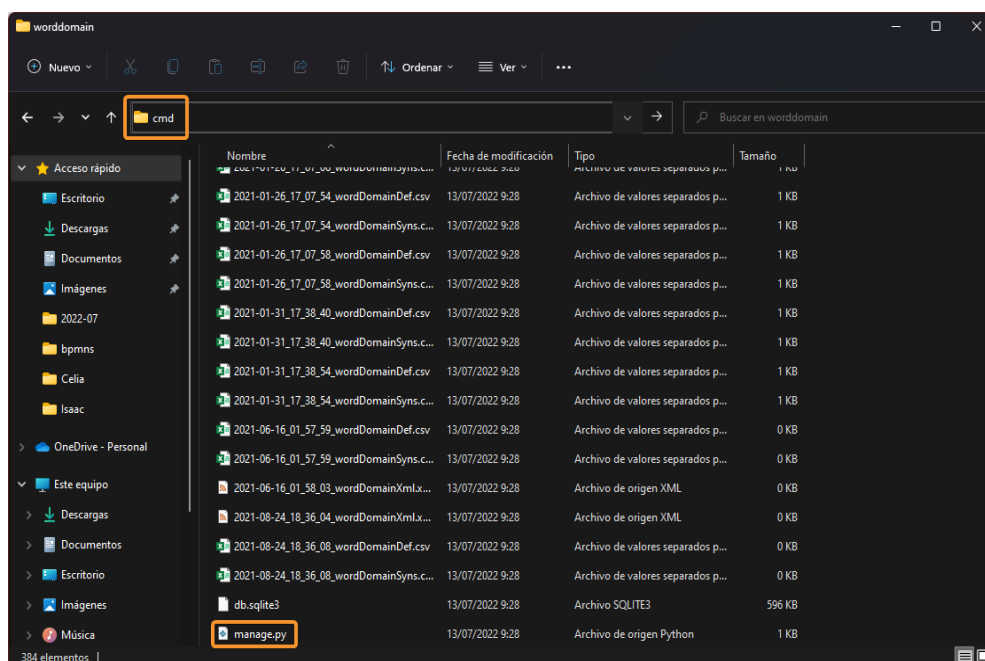 worddomain
Nuevo Ordenar Ver
cmd Buscar en worddomain
Nombre Fecha de modificación Tipo Tamaño
Acceso rápido
Escritorio 2021-01-26_17_07_54_wordDomainDef.csv 13/07/2022 9:28 Archivo de valores separados p... 1 KB
Descargas 2021-01-26_17_07_54_wordDomainSyns.c... 13/07/2022 9:28 Archivo de valores separados p... 1 KB
Documentos 2021-01-26_17_07_58_wordDomainDef.csv 13/07/2022 9:28 Archivo de valores separados p... 1 KB
Imágenes 2021-01-26_17_07_58_wordDomainSyns.c... 13/07/2022 9:28 Archivo de valores separados p... 1 KB
2022-07 2021-01-31_17_38_40_wordDomainDef.csv 13/07/2022 9:28 Archivo de valores separados p... 1 KB
bpmns 2021-01-31_17_38_40_wordDomainSyns.c... 13/07/2022 9:28 Archivo de valores separados p... 1 KB
Celia 2021-01-31_17_38_54_wordDomainDef.csv 13/07/2022 9:28 Archivo de valores separados p... 1 KB
Isaac 2021-01-31_17_38_54_wordDomainSyns.c... 13/07/2022 9:28 Archivo de valores separados p... 1 KB
2021-06-16_01_57_59_wordDomainDef.csv 13/07/2022 9:28 Archivo de valores separados p... 0 KB
OneDrive - Personal 2021-06-16_01_57_59_wordDomainSyns.c... 13/07/2022 9:28 Archivo de valores separados p... 0 KB
Este equipo 2021-06-16_01_58_03_wordDomainXml.x... 13/07/2022 9:28 Archivo de origen XML 0 KB
Descargas 2021-08-24_18_36_04_wordDomainXml.x... 13/07/2022 9:28 Archivo de origen XML 0 KB
Documentos 2021-08-24_18_36_08_wordDomainDef.csv 13/07/2022 9:28 Archivo de valores separados p... 0 KB
Escritorio 2021-08-24_18_36_08_wordDomainSyns.c... 13/07/2022 9:28 Archivo de valores separados p... 0 KB
Imágenes db.sqlite3 13/07/2022 9:28 Archivo SQLITE3 596 KB
Música manage.py 13/07/2022 9:28 Archivo de origen Python 1 KB
384 elementos